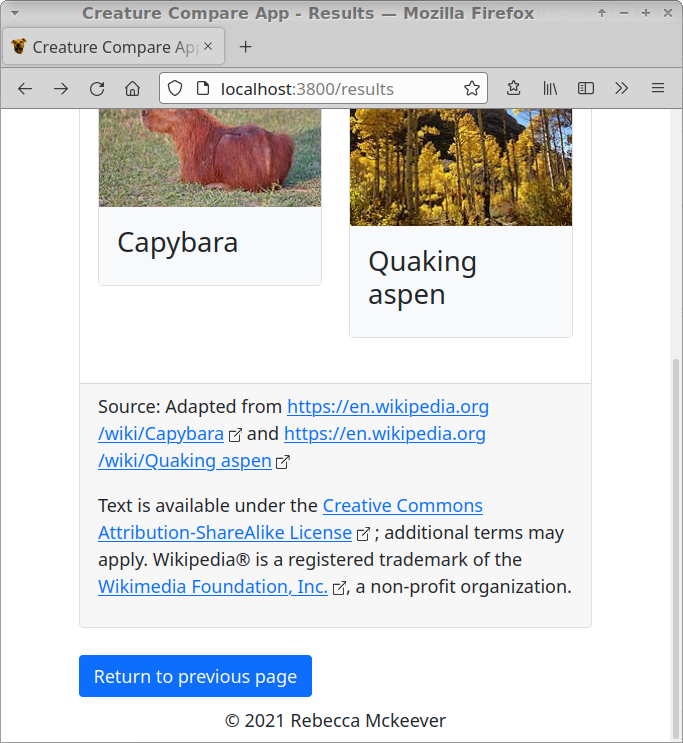 Creature Compare App - Results — Mozilla Firefox
Creature Compare App
localhost:3800/results
Capybara
Quaking
aspen
Source: Adapted from https://en.wikipedia.org
/wiki/Capybara and https://en.wikipedia.org
/wiki/Quaking aspen
Text is available under the Creative Commons
Attribution-ShareAlike License ; additional terms may
apply. Wikipedia® is a registered trademark of the
Wikimedia Foundation, Inc. , a non-profit organization.
Return to previous page
© 2021 Rebecca Mckeever